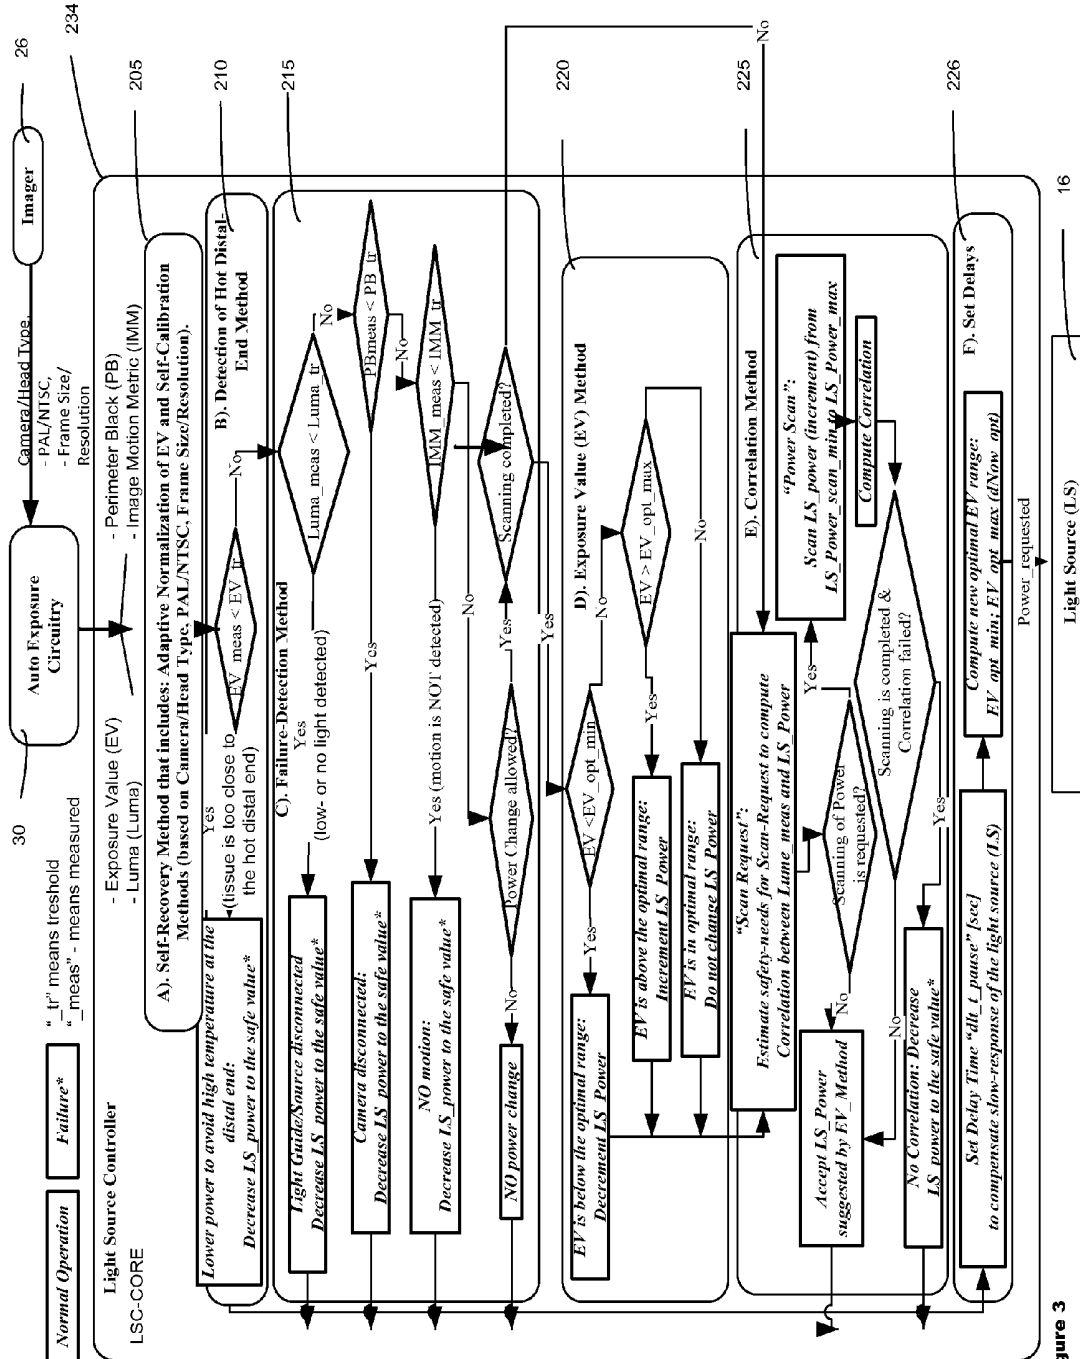 26
234
205
210
215
220
225
226
16
30
Imager
Camera/Head Type,
- PAL/NTSC,
- Frame Size/
Resolution
Auto Exposure
Circuitry
- Exposure Value (EV)
- Luma (Luma)
- Perimeter Black (PB)
- Image Motion Metric (IMM)
Normal Operation
Failure*
"_tr" means treshold
"_meas" - means measured
Light Source Controller
LSC-CORE
A). Self-Recovery Method that includes: Adaptive Normalization of EV and Self-Calibration
Methods (based on Camera/Head Type, PAL/NTSC, Frame Size/Resolution).
B). Detection of Hot Distal-
End Method
EV_meas < EV_tr
No
Yes
(tissue is too close to
the hot distal end)
Lower power to avoid high temperature at the
distal end:
Decrease LS_power to the safe value*
C). Failure-Detection Method
Luma_meas < Luma_tr
No
Yes
(low- or no light detected)
Light Guide/Source disconnected
Decrease LS_power to the safe value*
PBmeas < PB_tr
No
Yes
Camera disconnected:
Decrease LS_power to the safe value*
IMM_meas < IMM_tr
No
Yes (motion is NOT detected)
NO motion:
Decrease LS_power to the safe value*
Scanning completed?
No
Yes
Power Change allowed?
Yes
No
NO power change
D). Exposure Value (EV) Method
EV <EV_opt_min
No
Yes
EV is below the optimal range:
Decrement LS_Power
EV > EV_opt_max
Yes
No
EV is above the optimal range:
Increment LS_Power
EV is in optimal range:
Do not change LS_Power
E). Correlation Method
"Scan Request":
Estimate safety-needs for Scan-Request to compute
Correlation between Lume_meas and LS_Power
"Power Scan":
Scan LS_power (increment) from
LS_Power_scan_min to LS_Power_max
Compute Correlation
Scanning of Power
is requested?
Yes
No
Accept LS_Power
suggested by EV_Method
Scanning is completed &
Correlation failed?
No
Yes
No Correlation: Decrease
LS_power to the safe value*
F). Set Delays
Set Delay Time "dlt_t_pause" [sec]
to compensate slow-response of the light source (LS)
Compute new optimal EV range:
EV_opt_min; EV_opt_max (dNow_opt)
Power_requested
Light Source (LS)
gure 3